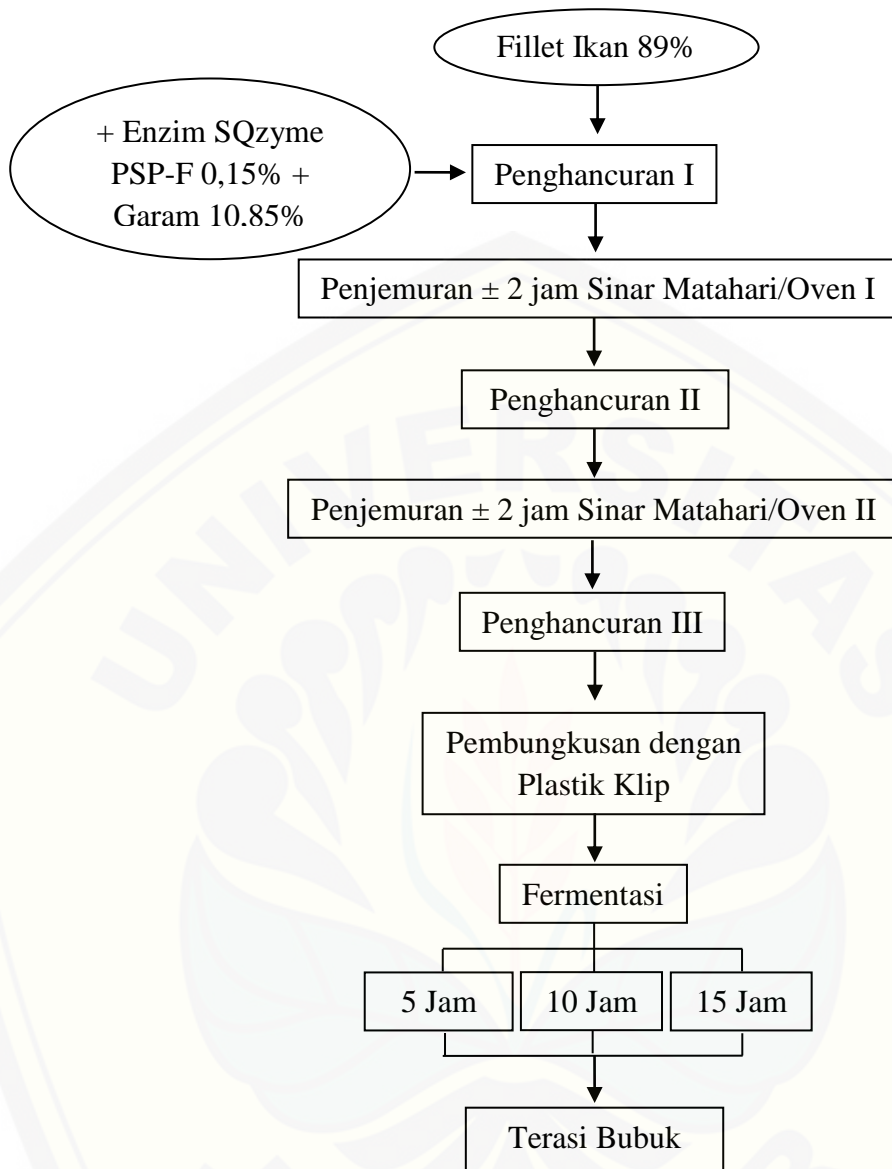 Fillet Ikan 89%
+ Enzim SQzyme
PSP-F 0,15% +
Garam 10.85%
Penghancuran I
Penjemuran ± 2 jam Sinar Matahari/Oven I
Penghancuran II
Penjemuran ± 2 jam Sinar Matahari/Oven II
Penghancuran III
Pembungkusan dengan
Plastik Klip
Fermentasi
5 Jam
10 Jam
15 Jam
Terasi Bubuk
UNIVERSITAS